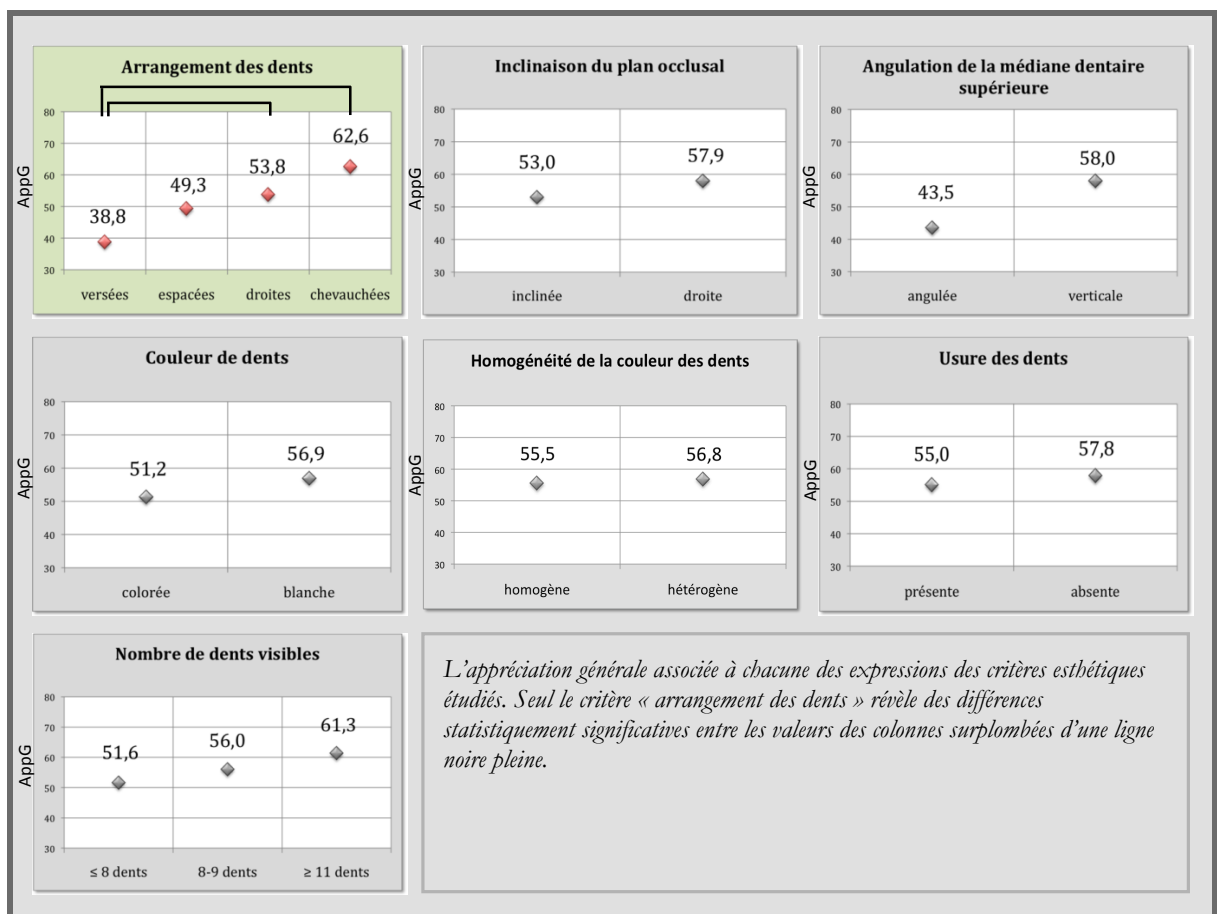 Arrangement des dents
AppG
80
70
60
50
40
30
38,8
49,3
53,8
62,6
versées espacées droites chevauchées
Inclinaison du plan occlusal
AppG
80
70
60
50
40
30
53,0
57,9
inclinée droite
Angulation de la médiane dentaire
supérieure
AppG
80
70
60
50
40
30
43,5
58,0
angulée verticale
Couleur de dents
AppG
80
70
60
50
40
30
51,2
56,9
colorée blanche
Homogénéité de la couleur des dents
AppG
80
70
60
50
40
30
55,5
56,8
homogène hétérogène
Usure des dents
AppG
80
70
60
50
40
30
55,0
57,8
présente absente
Nombre de dents visibles
AppG
80
70
60
50
40
30
51,6
56,0
61,3
≤ 8 dents 8-9 dents ≥ 11 dents
L'appréciation générale associée à chacune des expressions des critères esthétiques
étudiés. Seul le critère « arrangement des dents » révèle des différences
statistiquement significatives entre les valeurs des colonnes surplombées d'une ligne
noire pleine.